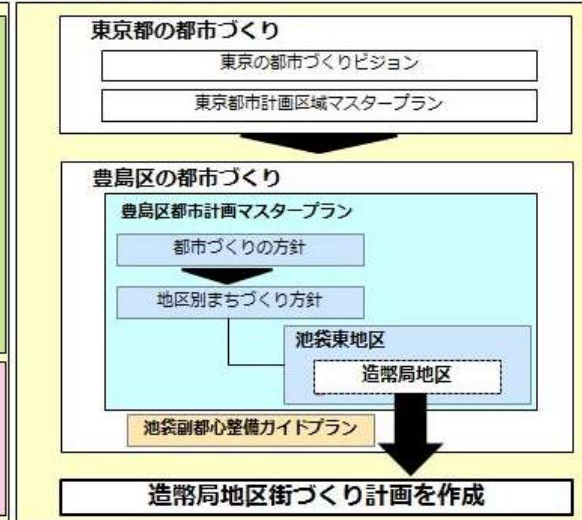 東京都の都市づくり
東京の都市づくりビジョン
東京都市計画区域マスタープラン
豊島区の都市づくり
豊島区都市計画マスタープラン
都市づくりの方針
地区別まちづくり方針
池袋東地区
造幣局地区
池袋副都心整備ガイドプラン
造幣局地区街づくり計画を作成